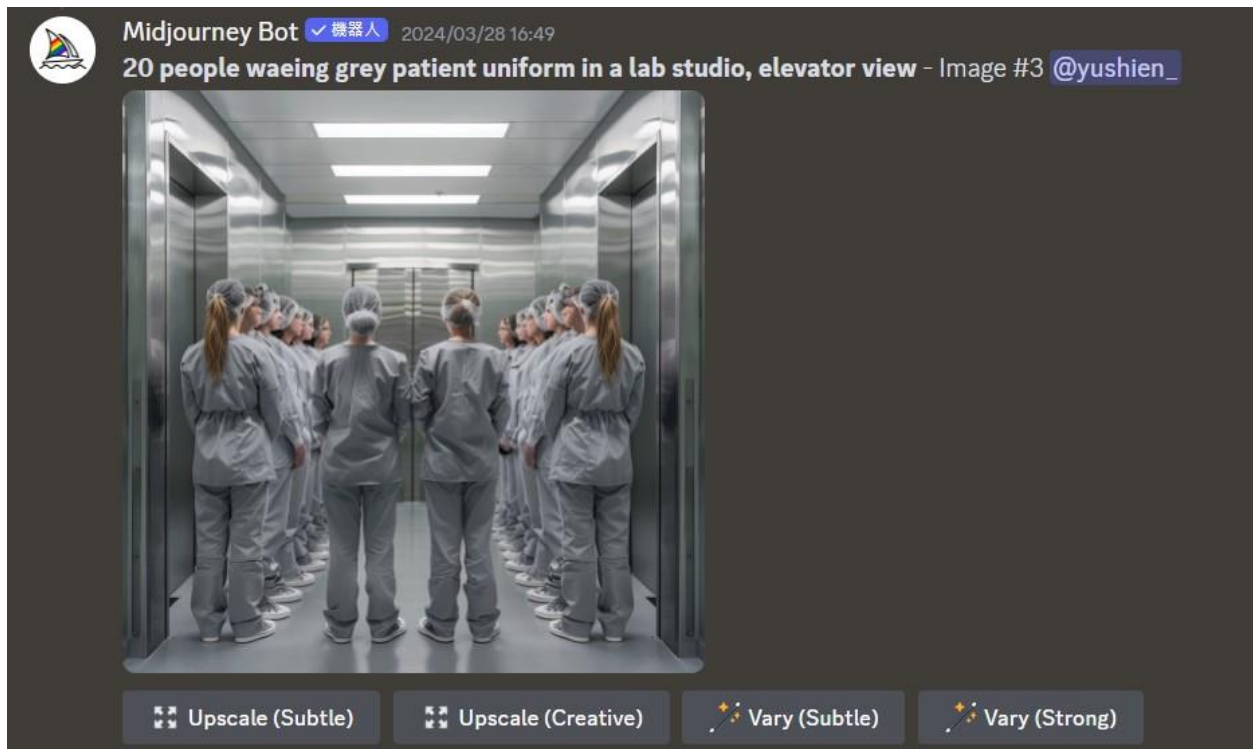 Midjourney Bot ✓ 機器人 2024/03/28 16:49
20 people waeing grey patient uniform in a lab studio, elevator view - Image #3 @yushien_
Upscale (Subtle) Upscale (Creative) Vary (Subtle) Vary (Strong)